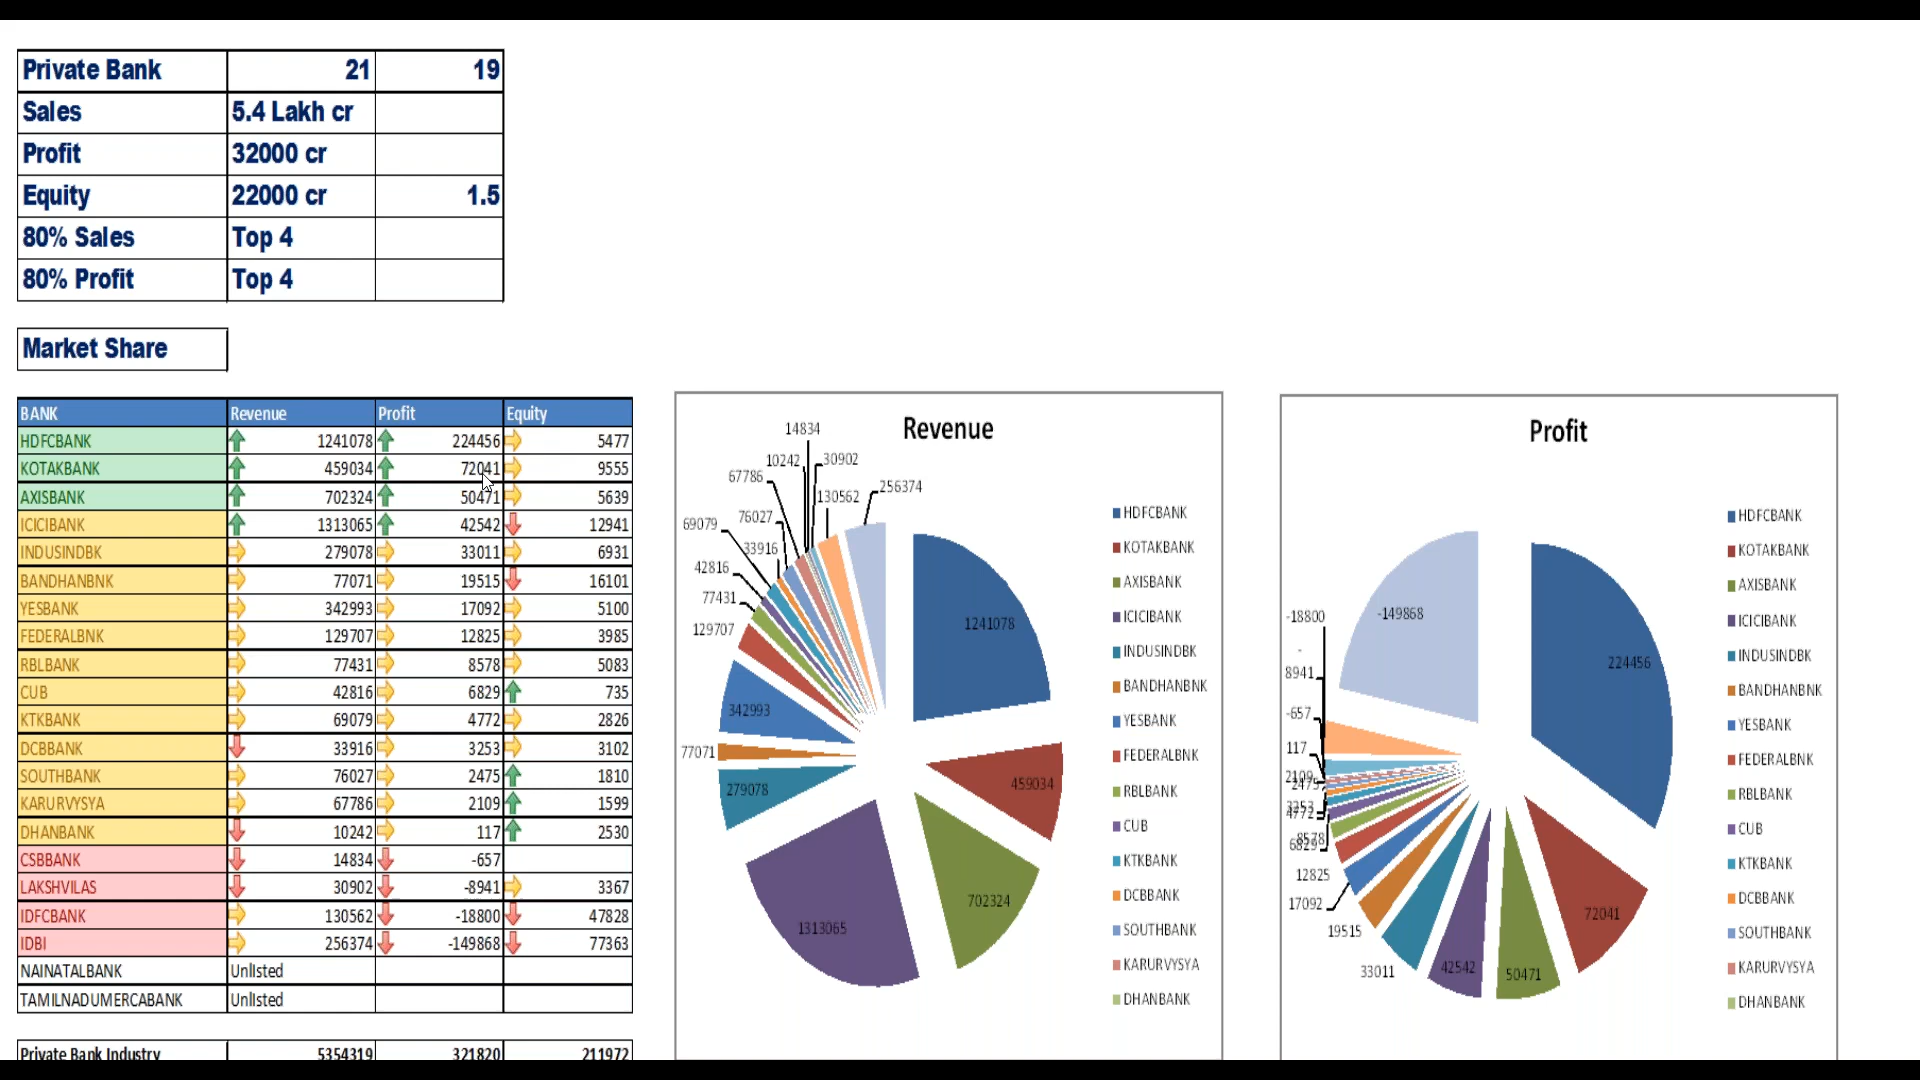 Private Bank 21 19
Sales 5.4 Lakh cr
Profit 32000 cr
Equity 22000 cr 1.5
80% Sales Top 4
80% Profit Top 4
Market Share
BANK Revenue Profit Equity
HDFCBANK 1241078 224456 5477
KOTAKBANK 459034 72041 9555
AXISBANK 702324 50471 5639
ICICIBANK 1313065 42542 12941
INDUSINDBK 279078 33011 6931
BANDHANBNK 77071 19515 16101
YESBANK 342993 17092 5100
FEDERALBNK 129707 12825 3985
RBLBANK 77431 8578 5083
CUB 42816 6829 735
KTKBANK 69079 4772 2826
DCBBANK 33916 3253 3102
SOUTHBANK 76027 2475 1810
KARURVYSYA 67786 2109 1599
DHANBANK 10242 117 2530
CSBBANK 14834 -657
LAKSHVILAS 30902 -8941 3367
IDFCBANK 130562 -18800 47828
IDBI 256374 -149868 77363
NAINATALBANK Unlisted
TAMILNADUMERCABANK Unlisted
Private Bank Industry 5354319 321820 211972
Revenue
14834
10242
30902
67786
130562
256374
69079
76027
33916
42816
77431
129707
342993
77071
279078
1313065
702324
459034
1241078
HDFCBANK
KOTAKBANK
AXISBANK
ICICIBANK
INDUSINDBK
BANDHANBNK
YESBANK
FEDERALBNK
RBLBANK
CUB
KTKBANK
DCBBANK
SOUTHBANK
KARURVYSYA
DHANBANK
Profit
-18800
-149868
-
8941
-657
117
2109
2475
3253
4772
8578
6829
12825
17092
19515
33011
42542
50471
72041
224456
HDFCBANK
KOTAKBANK
AXISBANK
ICICIBANK
INDUSINDBK
BANDHANBNK
YESBANK
FEDERALBNK
RBLBANK
CUB
KTKBANK
DCBBANK
SOUTHBANK
KARURVYSYA
DHANBANK